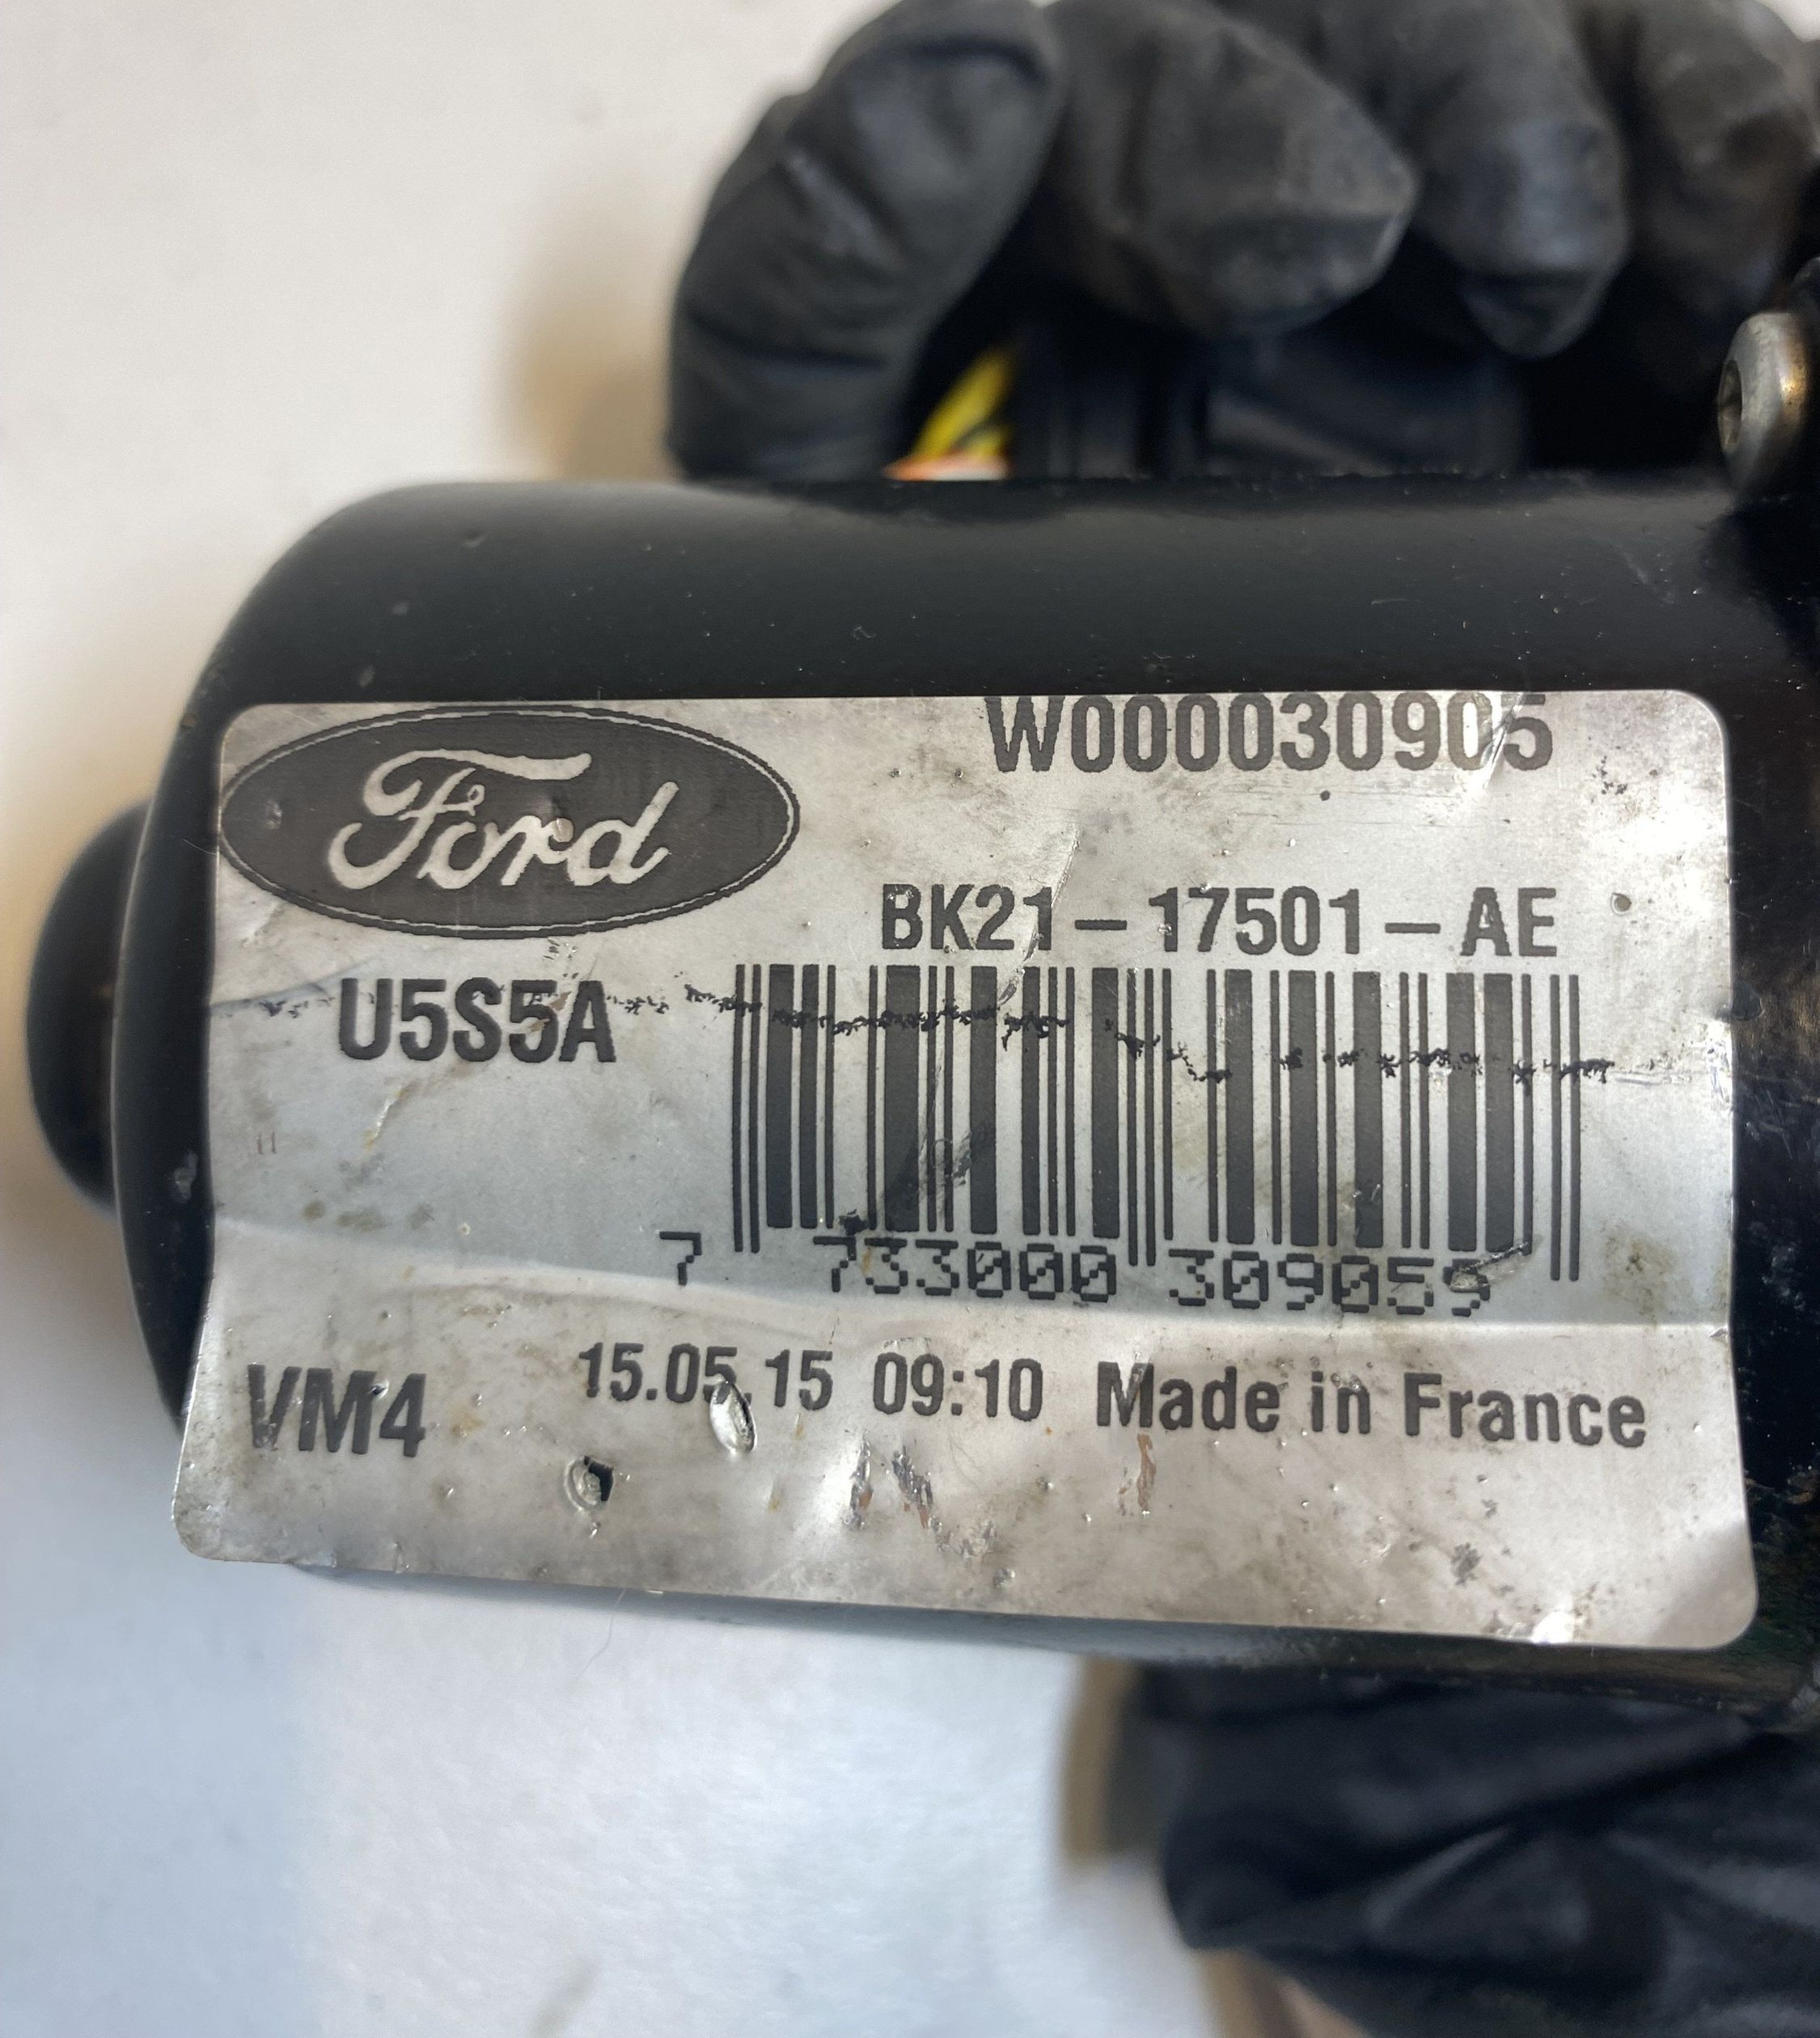 Ford
W000030905
BK21-17501-AE
U5S5A
7 733000 309059
VM4 15.05.15 09:10 Made in France